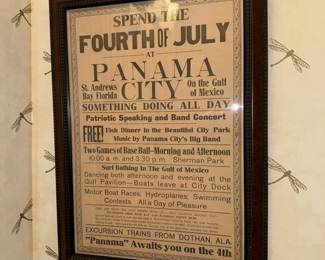 SPEND THE
FOURTH OF JULY
AT
PANAMA
CITY
St. Andrews
Bay Florida
On the Gulf
of Mexico
SOMETHING DOING ALL DAY
Patriotic Speaking and Band Concert
FREE! Fish Dinner in the Beautiful City Park
Music by Panama City's Big Band
Two Games of Base Ball—Morning and Afternoon
10:00 a. m. and 3:30 p. m. Sherman Park
Surf Bathing In The Gulf of Mexico
Dancing both afternoon and evening at the
Gulf Pavilion—Boats leave at City Dock
Motor Boat Races, Hydroplanes, Swimming
Contests. All a Day of Pleasure
EXCURSION TRAINS FROM DOTHAN, ALA.
"Panama" Awaits you on the 4th